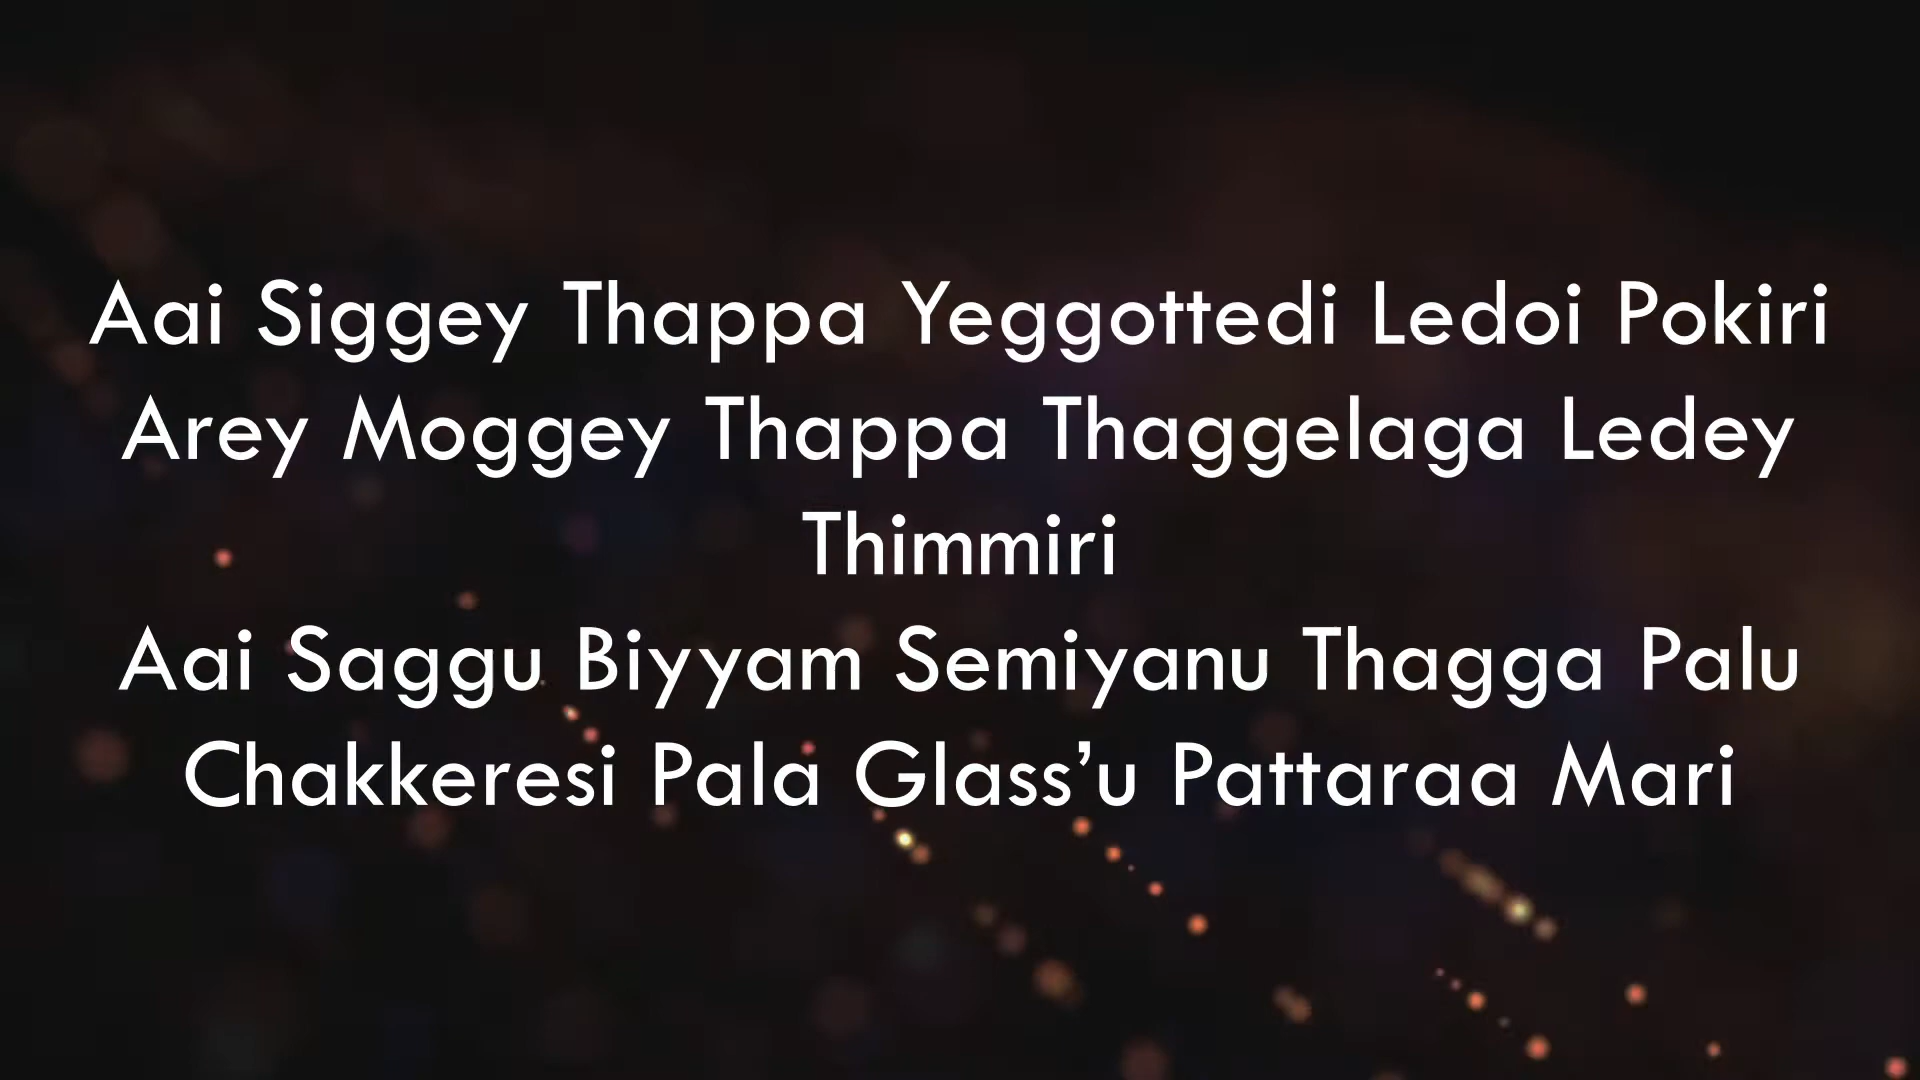 Aai Siggey Thappa Yeggottedi Ledoi Pokiri
Arey Moggey Thappa Thaggelaga Ledey
Thimmiri
Aai Saggu Biyyam Semiyanu Thagga Palu
Chakkeresi Pala Glass’u Pattaraa Mari